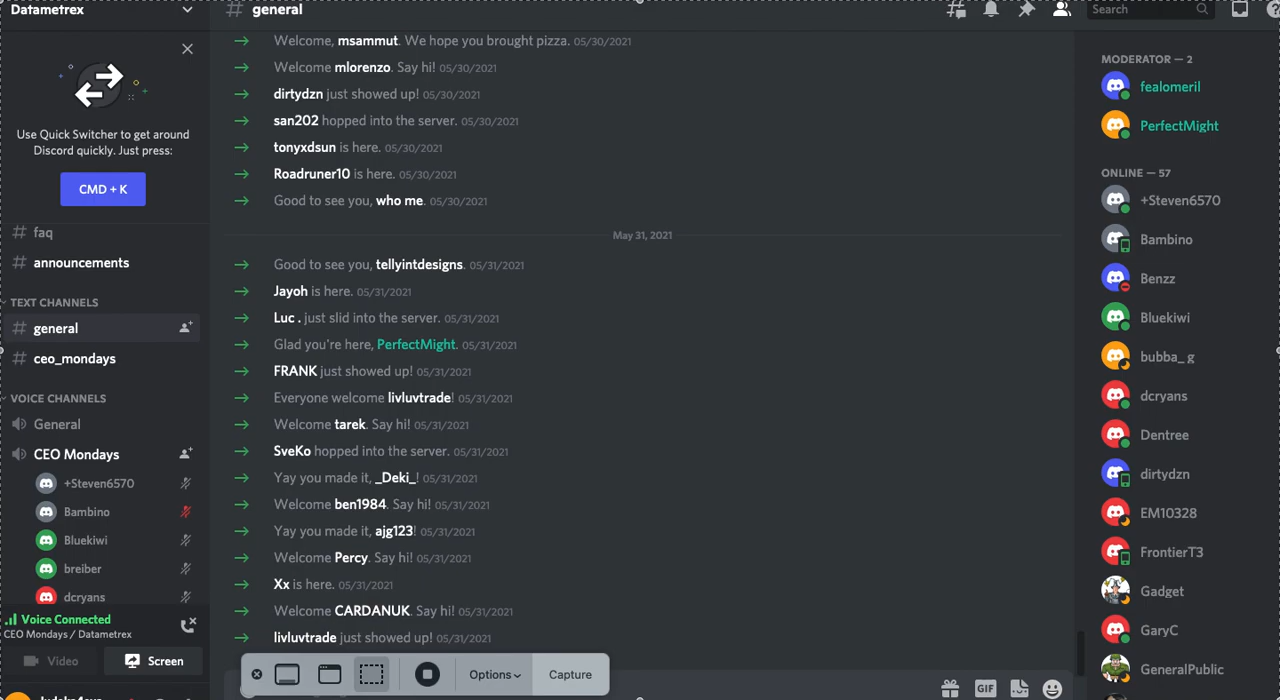 Datametrex
general
Search
Use Quick Switcher to get around
Discord quickly. Just press:
CMD + K
faq
announcements
TEXT CHANNELS
general
ceo_mondays
VOICE CHANNELS
General
CEO Mondays
+Steven6570
Bambino
Bluekiwi
breiber
dcryans
Voice Connected
CEO Mondays / Datametrex
Video
Screen
Welcome, msammut. We hope you brought pizza. 05/30/2021
Welcome mlorenzo. Say hi! 05/30/2021
dirtydzn just showed up! 05/30/2021
san202 hopped into the server. 05/30/2021
tonyxdsun is here. 05/30/2021
Roadruner10 is here. 05/30/2021
Good to see you, who me. 05/30/2021
May 31, 2021
Good to see you, tellyintdesigns. 05/31/2021
Jayoh is here. 05/31/2021
Luc . just slid into the server. 05/31/2021
Glad you're here, PerfectMight. 05/31/2021
FRANK just showed up! 05/31/2021
Everyone welcome livluvtrade! 05/31/2021
Welcome tarek. Say hi! 05/31/2021
SveKo hopped into the server. 05/31/2021
Yay you made it, _Deki_! 05/31/2021
Welcome ben1984. Say hi! 05/31/2021
Yay you made it, ajg123! 05/31/2021
Welcome Percy. Say hi! 05/31/2021
Xx is here. 05/31/2021
Welcome CARDANUK. Say hi! 05/31/2021
livluvtrade just showed up! 05/31/2021
Options
Capture
GIF
MODERATOR — 2
fealomeril
PerfectMight
ONLINE — 57
+Steven6570
Bambino
Benzz
Bluekiwi
bubba_ g
dcryans
Dentree
dirtydzn
EM10328
FrontierT3
Gadget
GaryC
GeneralPublic